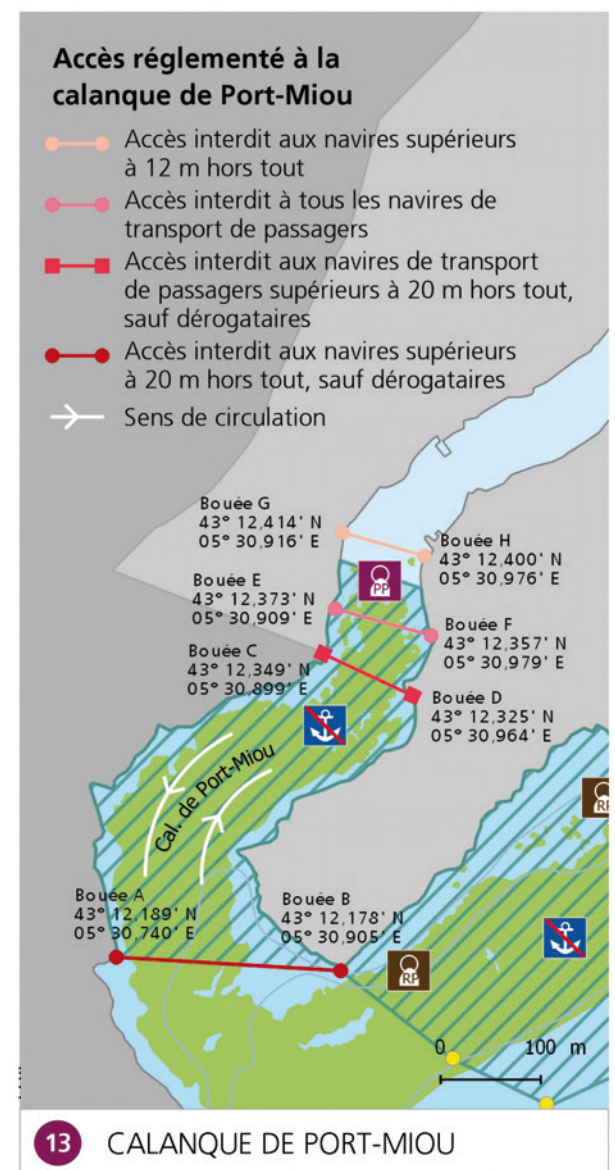 Accès réglementé à la
calanque de Port-Miou
Accès interdit aux navires supérieurs
à 12 m hors tout
Accès interdit à tous les navires de
transport de passagers
Accès interdit aux navires de transport
de passagers supérieurs à 20 m hors tout,
sauf dérogataires
Accès interdit aux navires supérieurs
à 20 m hors tout, sauf dérogataires
Sens de circulation
Bouée G
43° 12,414' N
05° 30,916' E
Bouée H
43° 12,400' N
05° 30,976' E
PP
Bouée E
43° 12,373' N
05° 30,909' E
Bouée F
43° 12,357' N
05° 30,979' E
Bouée C
43° 12,349' N
05° 30,899' E
Bouée D
43° 12,325' N
05° 30,964' E
Cal. de Port-Miou
RP
Bouée A
43° 12,189' N
05° 30,740' E
Bouée B
43° 12,178' N
05° 30,905' E
RP
0 100 m
13 CALANQUE DE PORT-MIOU